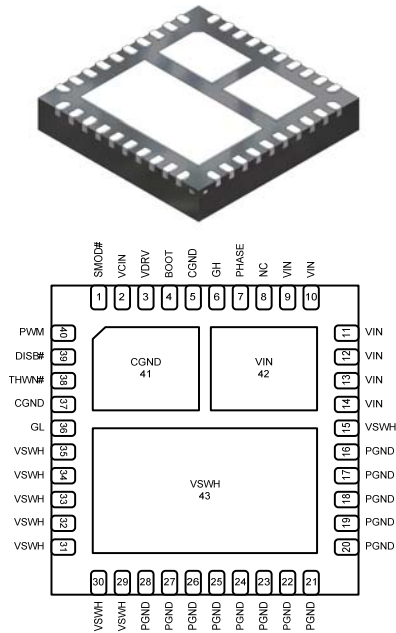 SMOD#
VCIN
VDRV
BOOT
CGND
GH
PHASE
NC
VIN
VIN
1 2 3 4 5 6 7 8 9 10
PWM 40 11 VIN
DISB# 39 12 VIN
THWN# 38 CGND 41 VIN 42 13 VIN
CGND 37 14 VIN
GL 36 15 VSWH
VSWH 35 16 PGND
VSWH 34 17 PGND
VSWH 33 VSWH 43 18 PGND
VSWH 32 19 PGND
VSWH 31 20 PGND
30 29 28 27 26 25 24 23 22 21
VSWH
VSWH
PGND
PGND
PGND
PGND
PGND
PGND
PGND
PGND